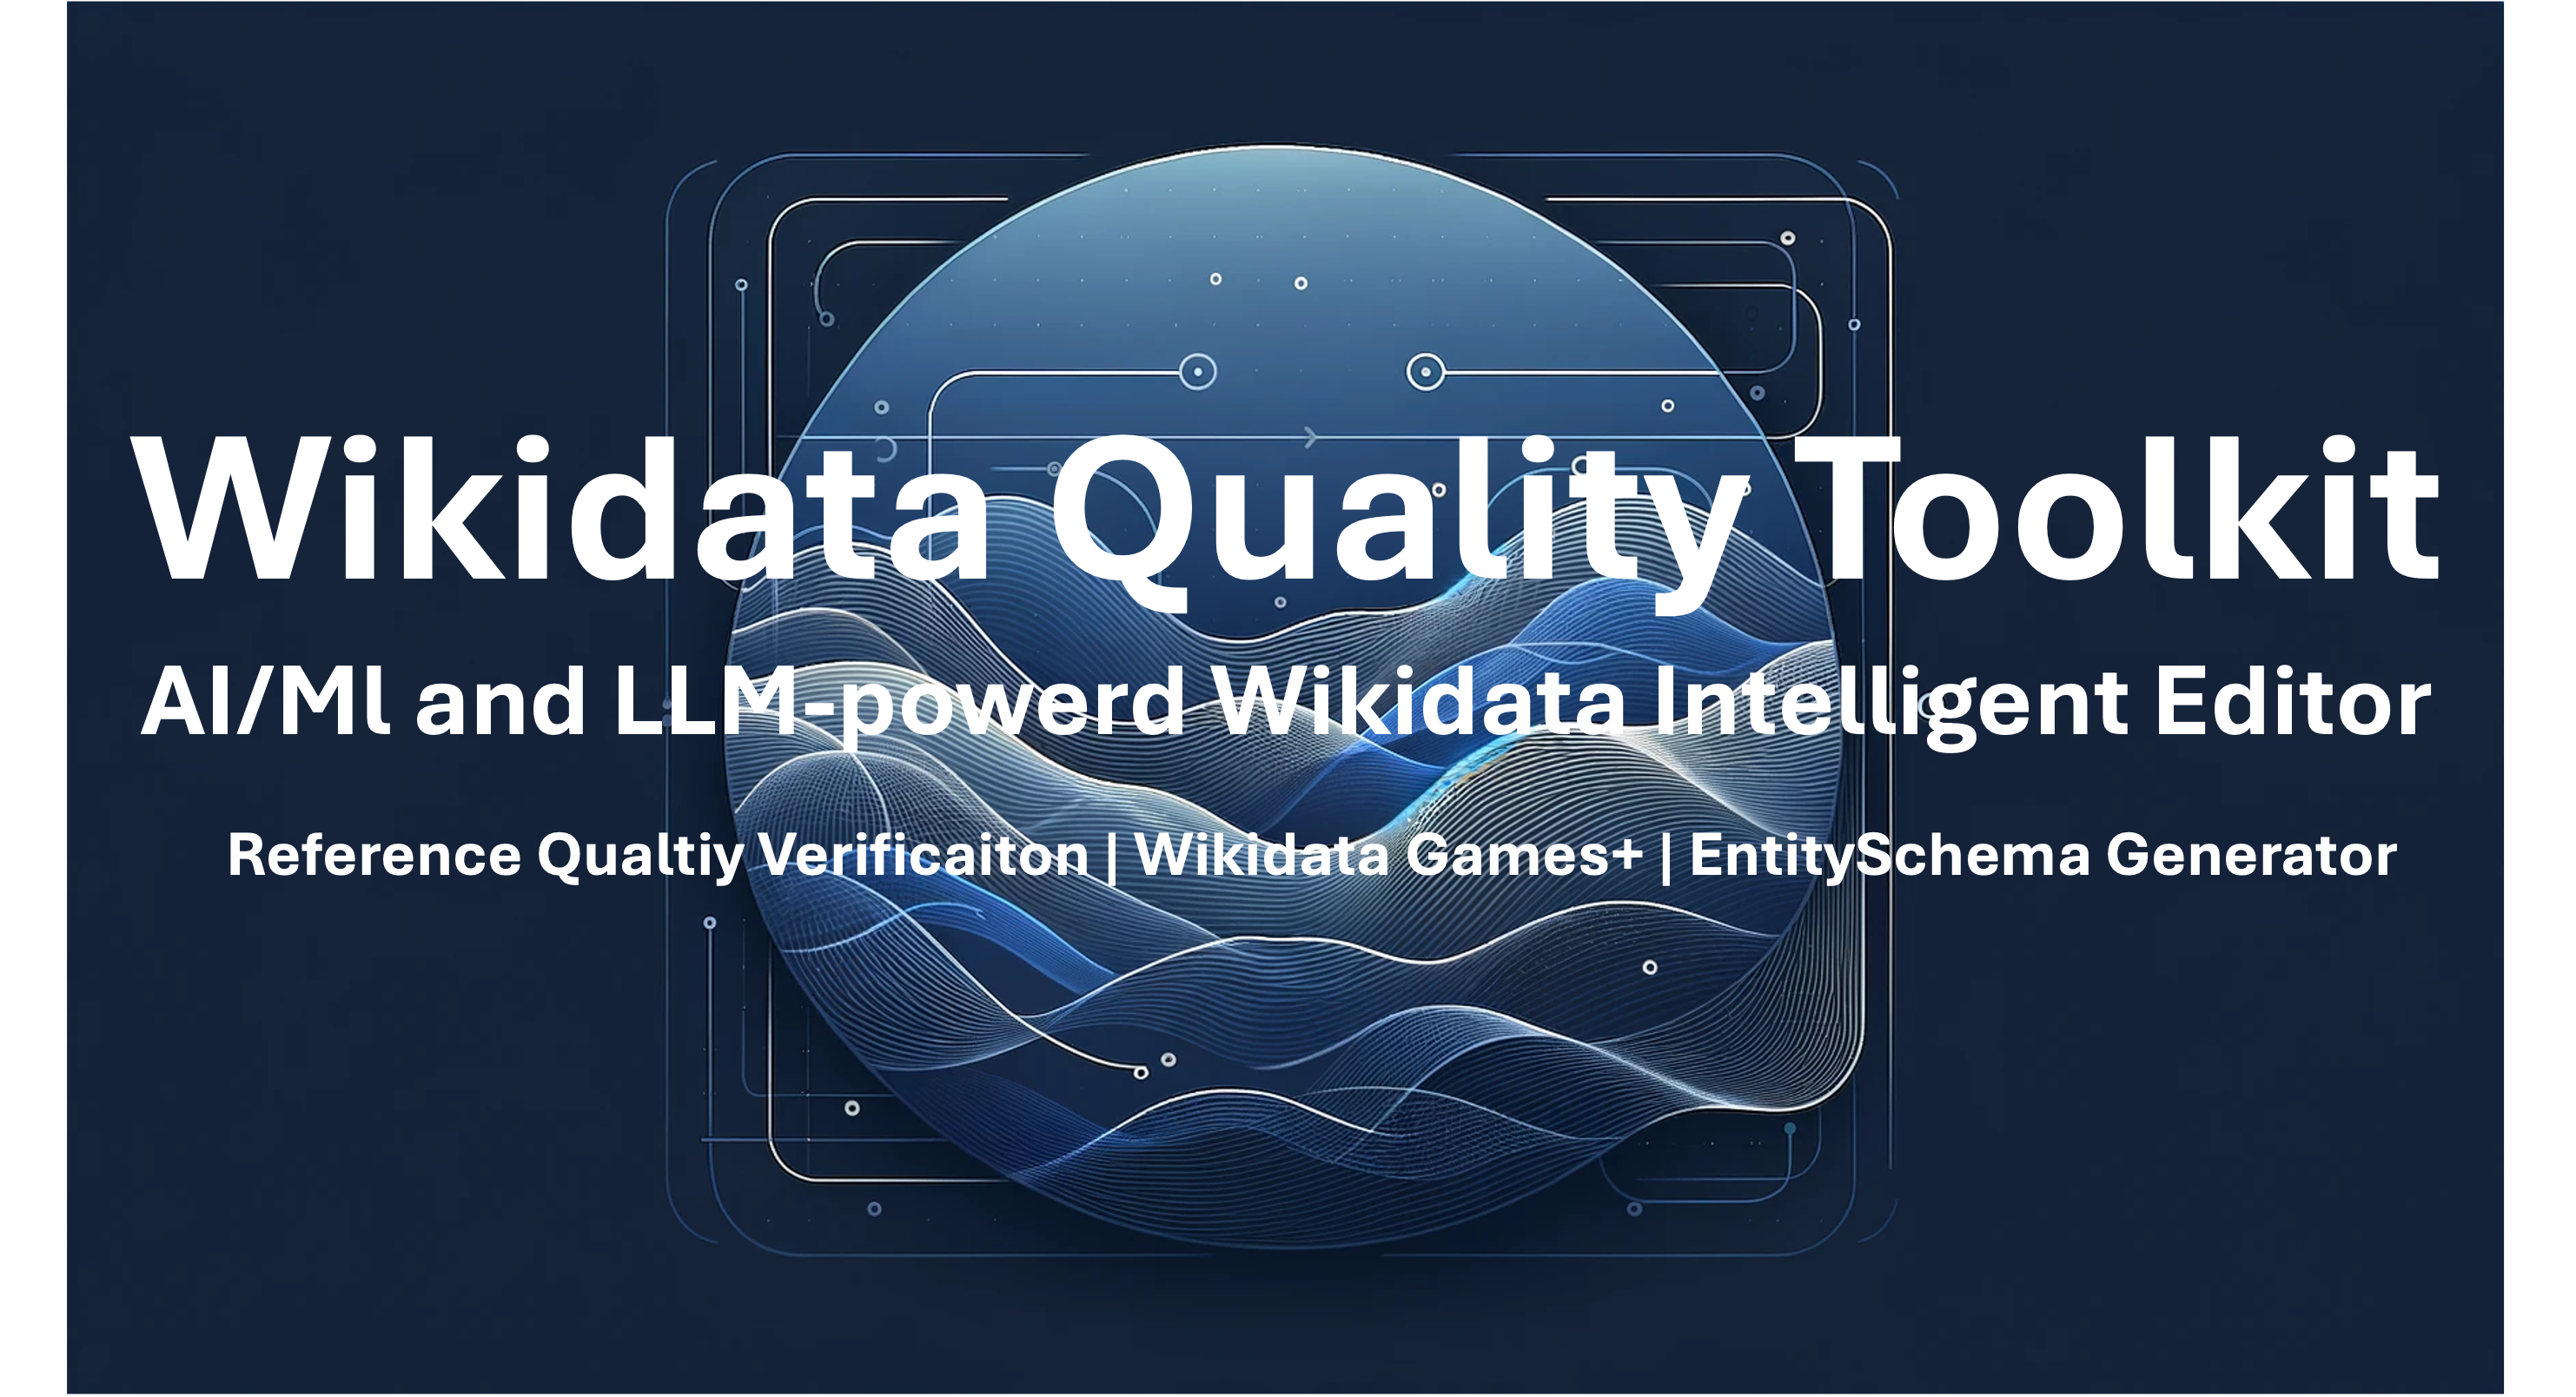 Wikidata Quality Toolkit
AI/Ml and LLM-powerd Wikidata Intelligent Editor
Reference Qualtiy Verificaiton | Wikidata Games+ | EntitySchema Generator